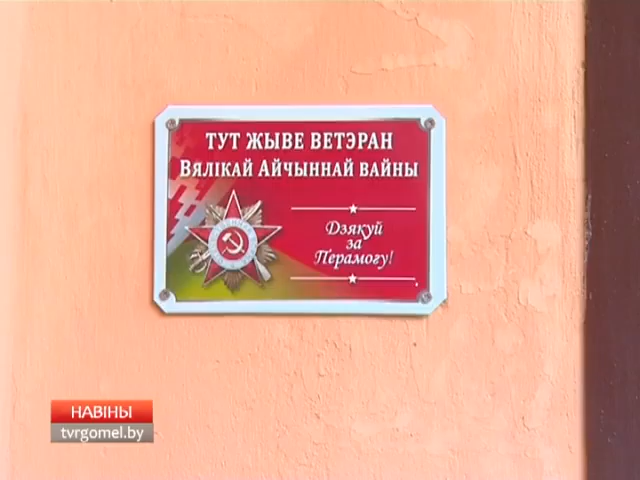 ТУТ ЖЫВЕ ВЕТЭРАН
ВЯЛІКАЙ АЙЧЫННАЙ ВАЙНЫ
Дзякуй
за
Перамогу!
НАВІНЫ
tvrgomel.by